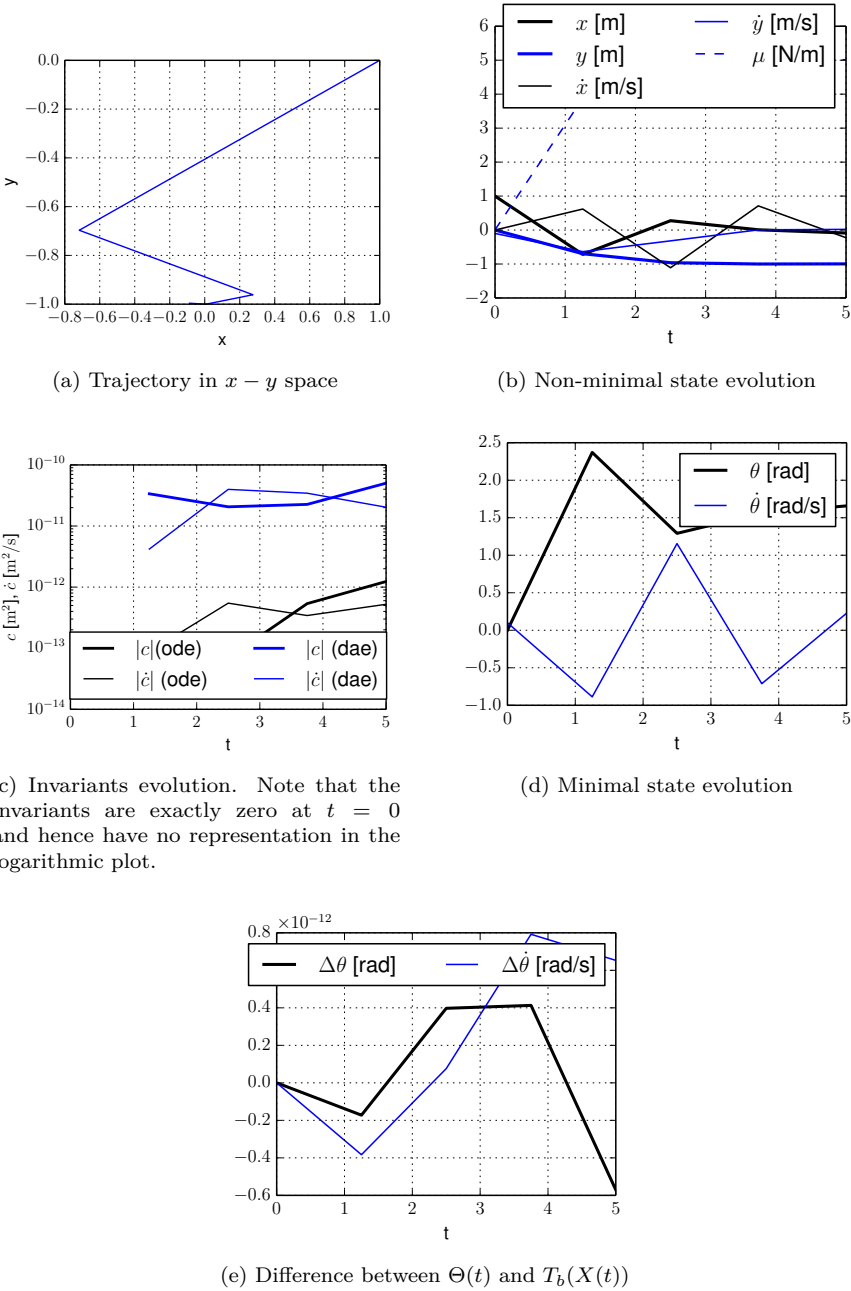 0.0
−0.2
−0.4
−0.6
−0.8
−1.0
y
−0.8−0.6−0.4−0.2 0.0 0.2 0.4 0.6 0.8 1.0
x
(a) Trajectory in x − y space
6
5
4
3
2
1
0
−1
−2
x [m]
y [m]
ẋ [m/s]
ẏ [m/s]
μ [N/m]
0 1 2 3 4 5
t
(b) Non-minimal state evolution
10⁻¹⁰
10⁻¹¹
10⁻¹²
10⁻¹³
10⁻¹⁴
c [m²], ċ [m²/s]
|c|(ode)
|ċ| (ode)
|c| (dae)
|ċ| (dae)
0 1 2 3 4 5
t
c) Invariants evolution. Note that the
nvariants are exactly zero at t = 0
and hence have no representation in the
ogarithmic plot.
2.5
2.0
1.5
1.0
0.5
0.0
−0.5
−1.0
θ [rad]
θ̇ [rad/s]
0 1 2 3 4 5
t
(d) Minimal state evolution
×10⁻¹²
0.8
0.4
0.2
0.0
−0.2
−0.4
−0.6
Δθ [rad]
Δθ̇ [rad/s]
0 1 2 3 4 5
t
(e) Difference between Θ(t) and T_b(X(t))